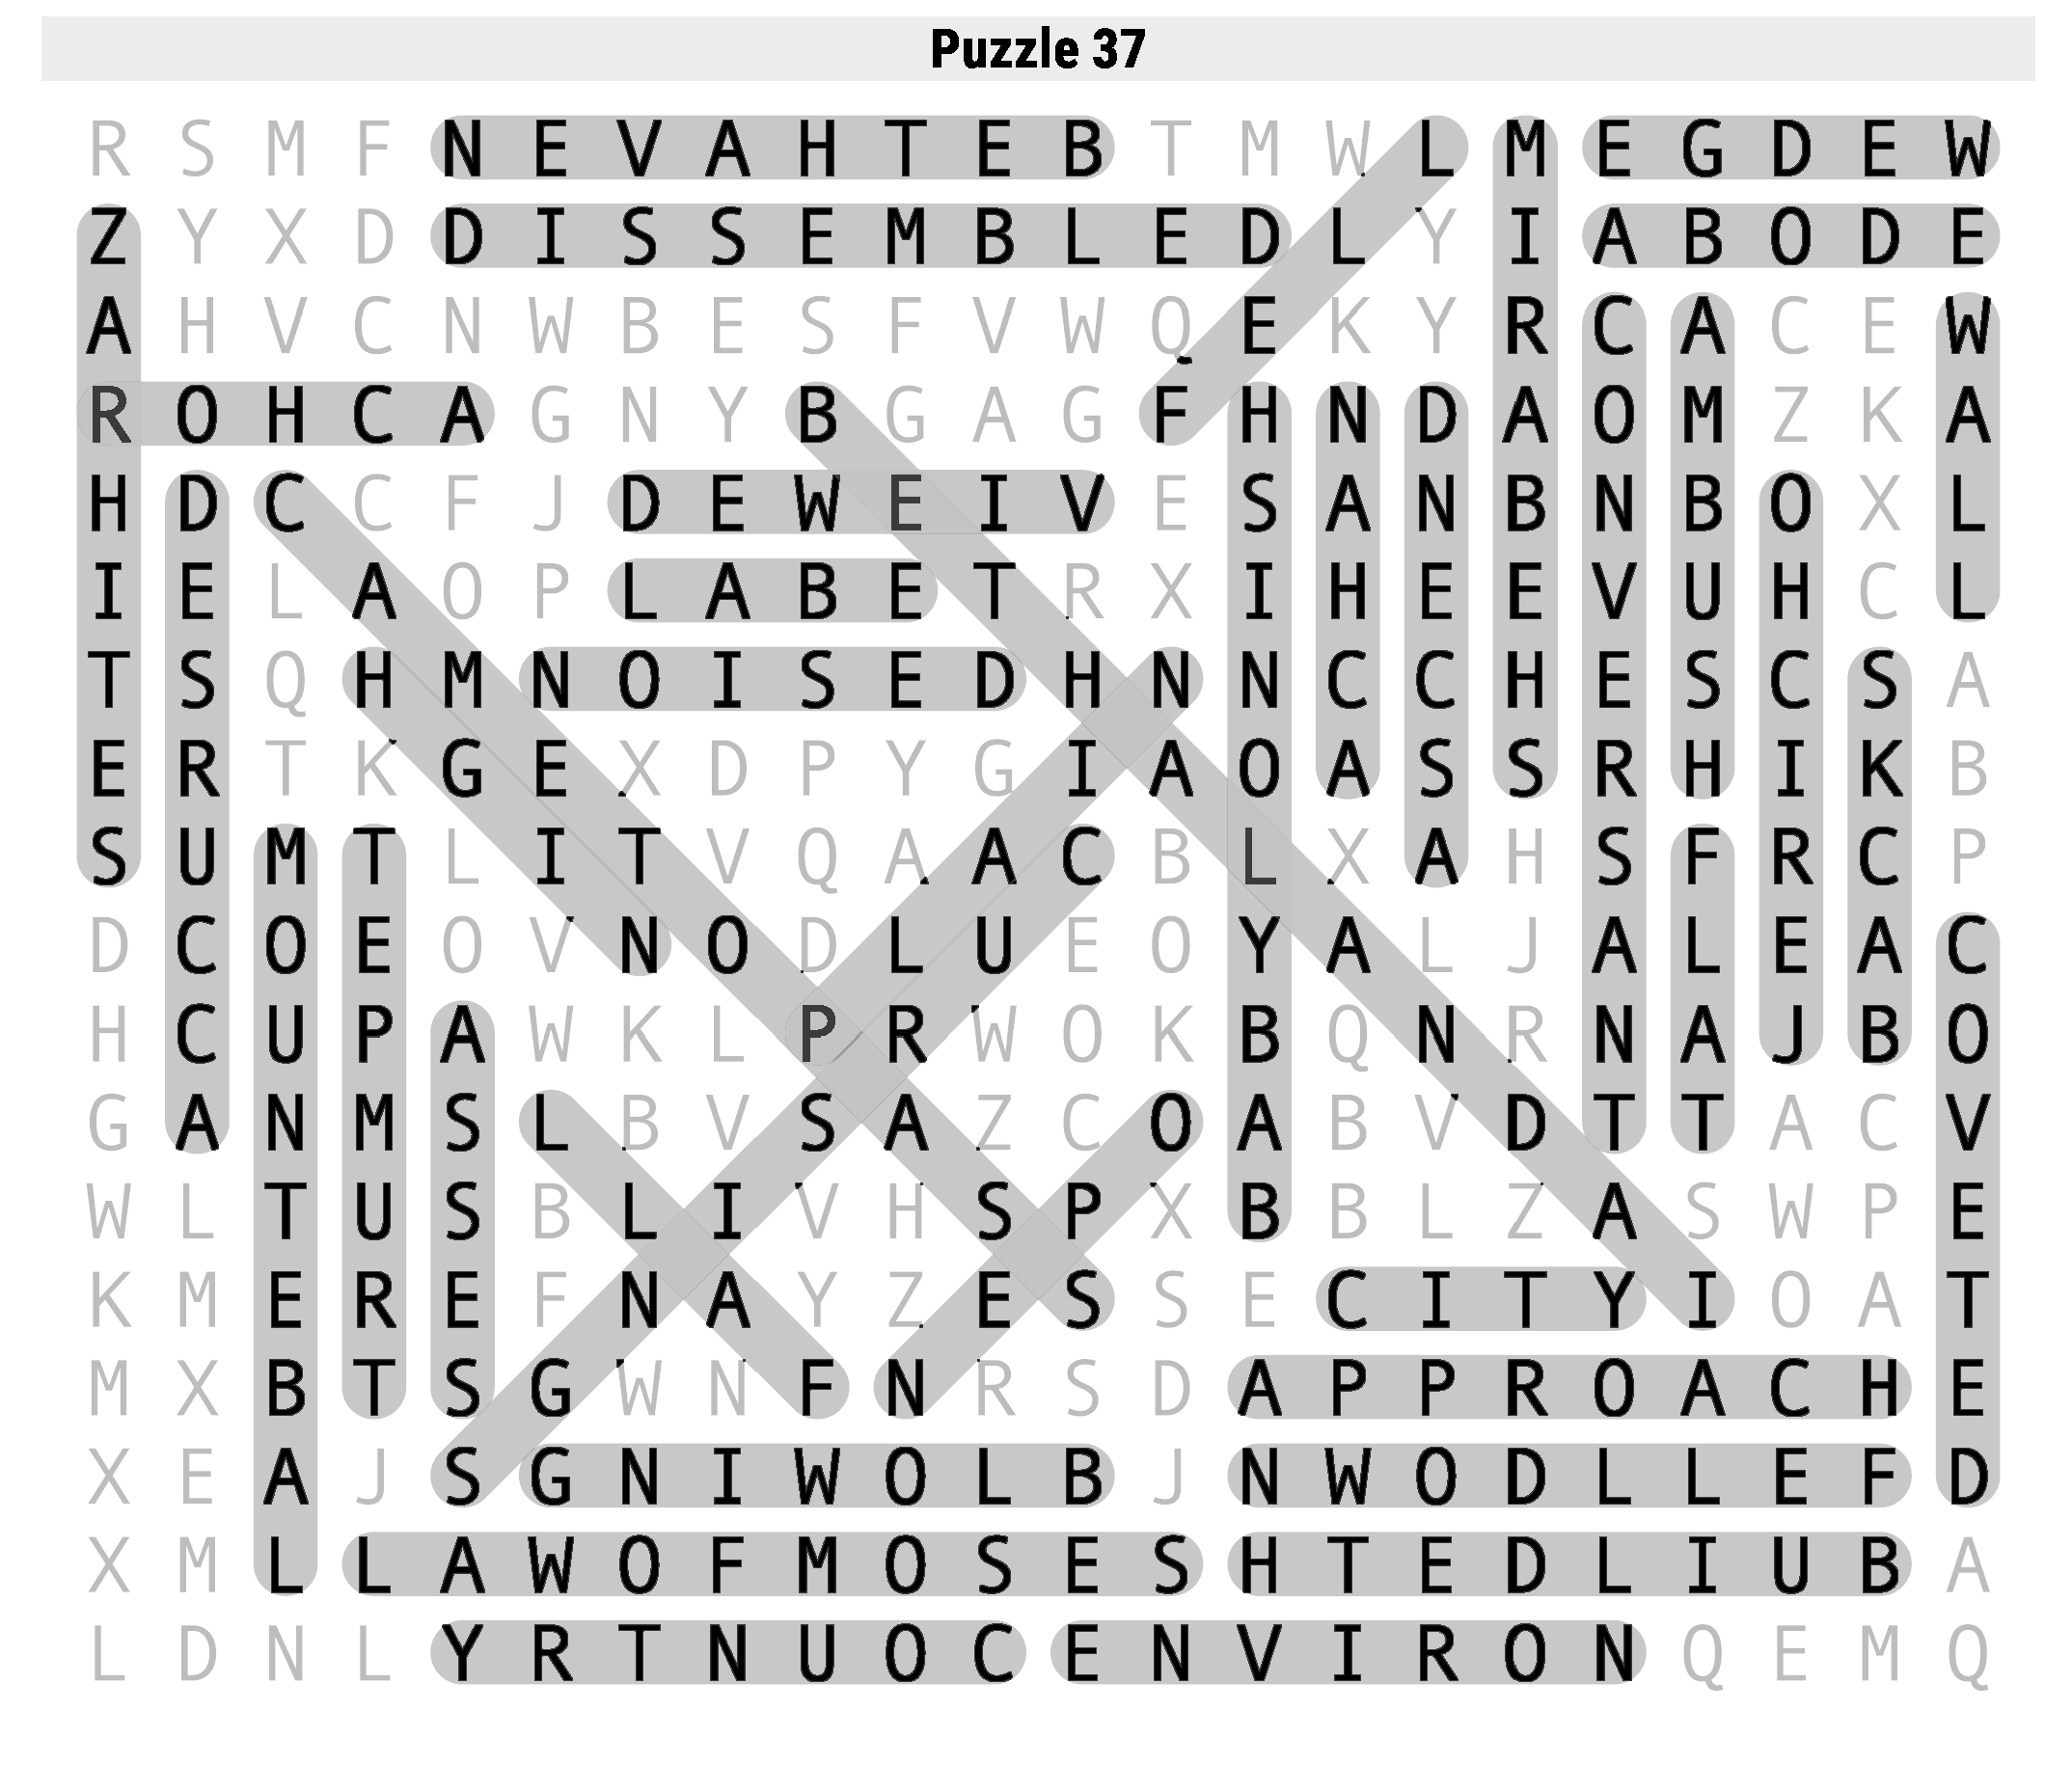 Puzzle 37
R S M F N E V A H T E B T M W L M E G D E W
Z Y X D D I S S E M B L E D L Y I A B O D E
A H V C N W B E S F V W Q E K Y R C A C E W
R O H C A G N Y B G A G F H N D A O M Z K A
H D C C F J D E W E I V E S A N B N B O X L
I E L A O P L A B E T R X I H E E V U H C L
T S Q H M N O I S E D H N N C C H E S C S A
E R T K G E X D P Y G I A O A S S R H I K B
S U M T L I T V Q A A C B L X A H S F R C P
D C O E O V N O D L U E O Y A L J A L E A C
H C U P A W K L P R W O K B Q N R N A J B O
G A N M S L B V S A Z C O A B V D T T A C V
W L T U S B L I V H S P X B B L Z A S W P E
K M E R E F N A Y Z E S S E C I T Y I O A T
M X B T S G W N F N R S D A P P R O A C H E
X E A J S G N I W O L B J N W O D L L E F D
X M L L A W O F M O S E S H T E D L I U B A
L D N L Y R T N U O C E N V I R O N Q E M Q